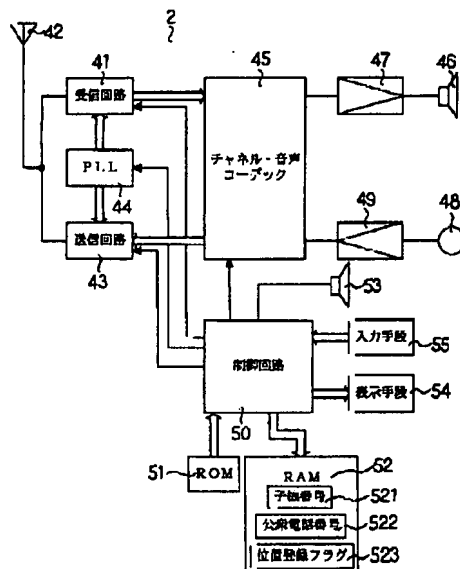 42
2
41
45
47
46
受信回路
チャネル・音声
コーデック
PLL
44
49
48
送信回路
43
53
入力手段
55
制御回路
表示手段
54
50
51
ROM
RAM
52
子機番号
521
公衆電話番号
522
位置登録フラグ
523